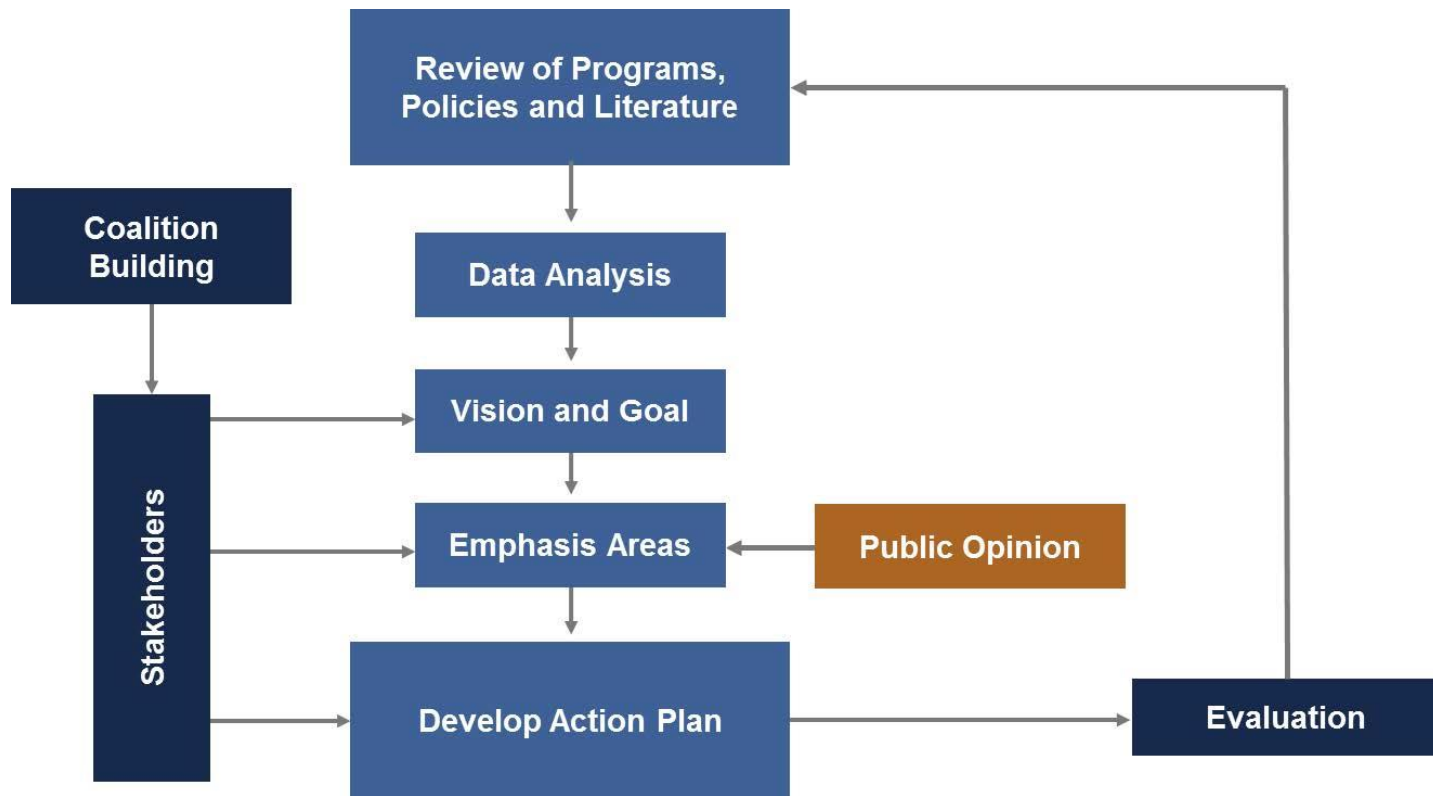 Review of Programs,
Policies and Literature
Coalition
Building
Data Analysis
Vision and Goal
Stakeholders
Emphasis Areas
Public Opinion
Develop Action Plan
Evaluation